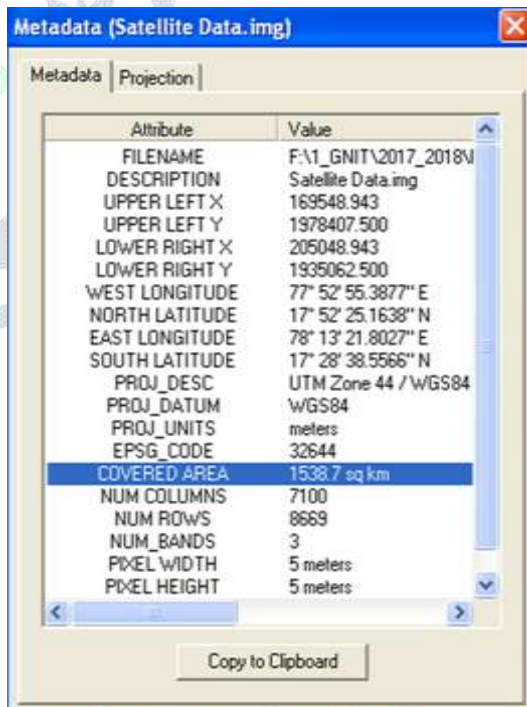 Metadata (Satellite Data.img)
Metadata Projection
Attribute Value
FILENAME F:\1_GNIT\2017_2018\
DESCRIPTION Satellite Data.img
UPPER LEFT X 169548.943
UPPER LEFT Y 1978407.500
LOWER RIGHT X 205048.943
LOWER RIGHT Y 1935062.500
WEST LONGITUDE 77° 52' 55.3877" E
NORTH LATITUDE 17° 52' 25.1638" N
EAST LONGITUDE 78° 13' 21.8027" E
SOUTH LATITUDE 17° 28' 38.5566" N
PROJ_DESC UTM Zone 44 / WGS84
PROJ_DATUM WGS84
PROJ_UNITS meters
EPSG_CODE 32644
COVERED AREA 1538.7 sq km
NUM COLUMNS 7100
NUM ROWS 8669
NUM_BANDS 3
PIXEL WIDTH 5 meters
PIXEL HEIGHT 5 meters
Copy to Clipboard